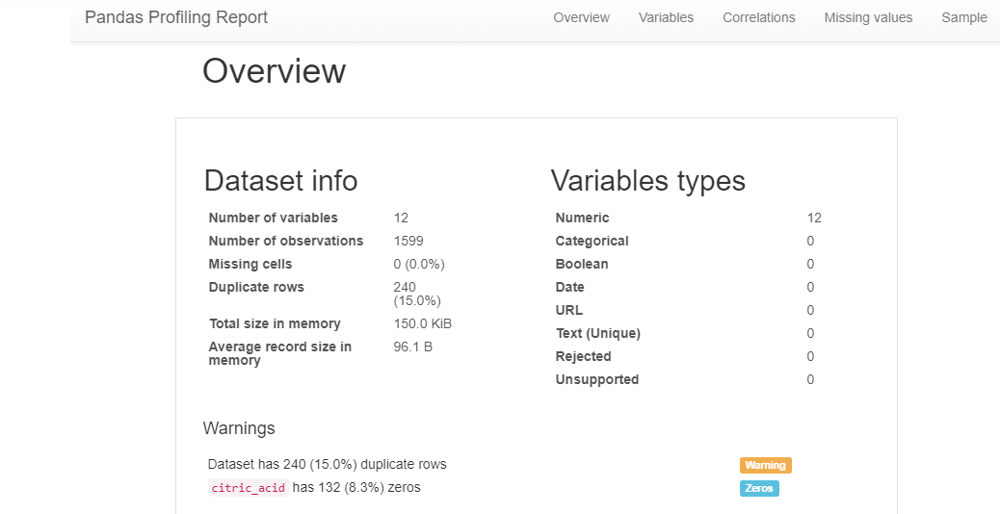 Pandas Profiling Report Overview Variables Correlations Missing values Sample
Overview
Dataset info
Number of variables 12
Number of observations 1599
Missing cells 0 (0.0%)
Duplicate rows 240
(15.0%)
Total size in memory 150.0 KiB
Average record size in 96.1 B
memory
Variables types
Numeric 12
Categorical 0
Boolean 0
Date 0
URL 0
Text (Unique) 0
Rejected 0
Unsupported 0
Warnings
Dataset has 240 (15.0%) duplicate rows Warning
citric_acid has 132 (8.3%) zeros Zeros